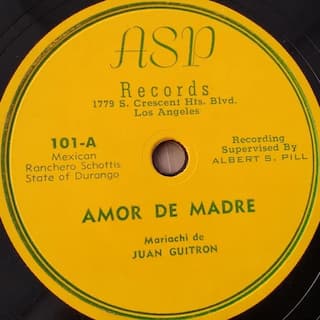 ASP
Records
1779 S. Crescent Hts. Blvd.
Los Angeles
101-A
Mexican
Ranchero Schottis
State of Durango
Recording
Supervised By
ALBERT S. PILL
AMOR DE MADRE
Mariachi de
JUAN GUITRON